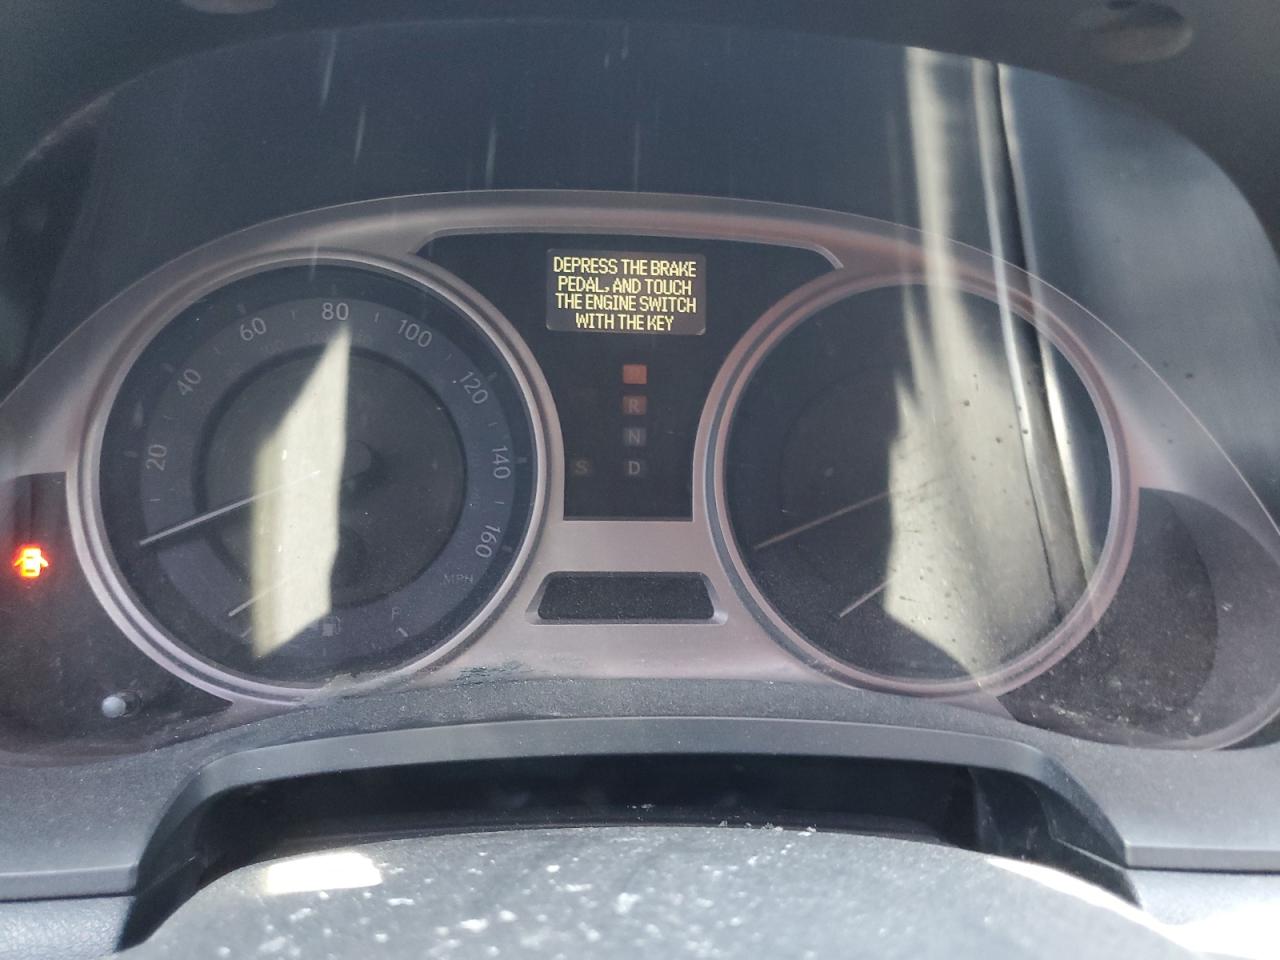 DEPRESS THE BRAKE
PEDAL, AND TOUCH
THE ENGINE SWITCH
WITH THE KEY
20
40
60
80
100
120
140
160
MPH
F
R
N
S D